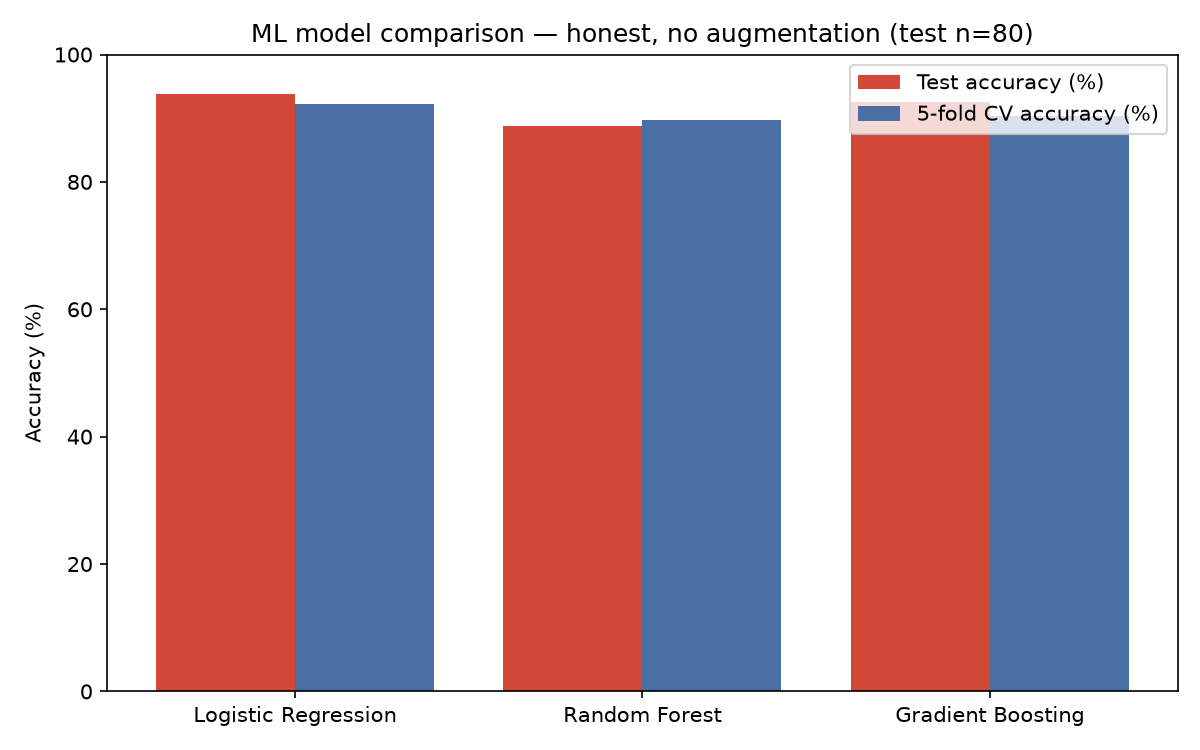 ML model comparison — honest, no augmentation (test n=80)
Test accuracy (%)
5-fold CV accuracy (%)
Accuracy (%)
100
80
60
40
20
0
Logistic Regression
Random Forest
Gradient Boosting